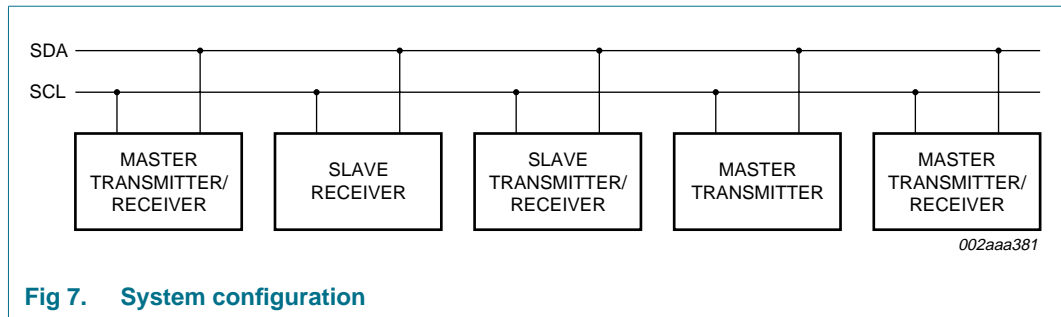 SDA
SCL
MASTER
TRANSMITTER/
RECEIVER
SLAVE
RECEIVER
SLAVE
TRANSMITTER/
RECEIVER
MASTER
TRANSMITTER
MASTER
TRANSMITTER/
RECEIVER
002aaa381
Fig 7. System configuration